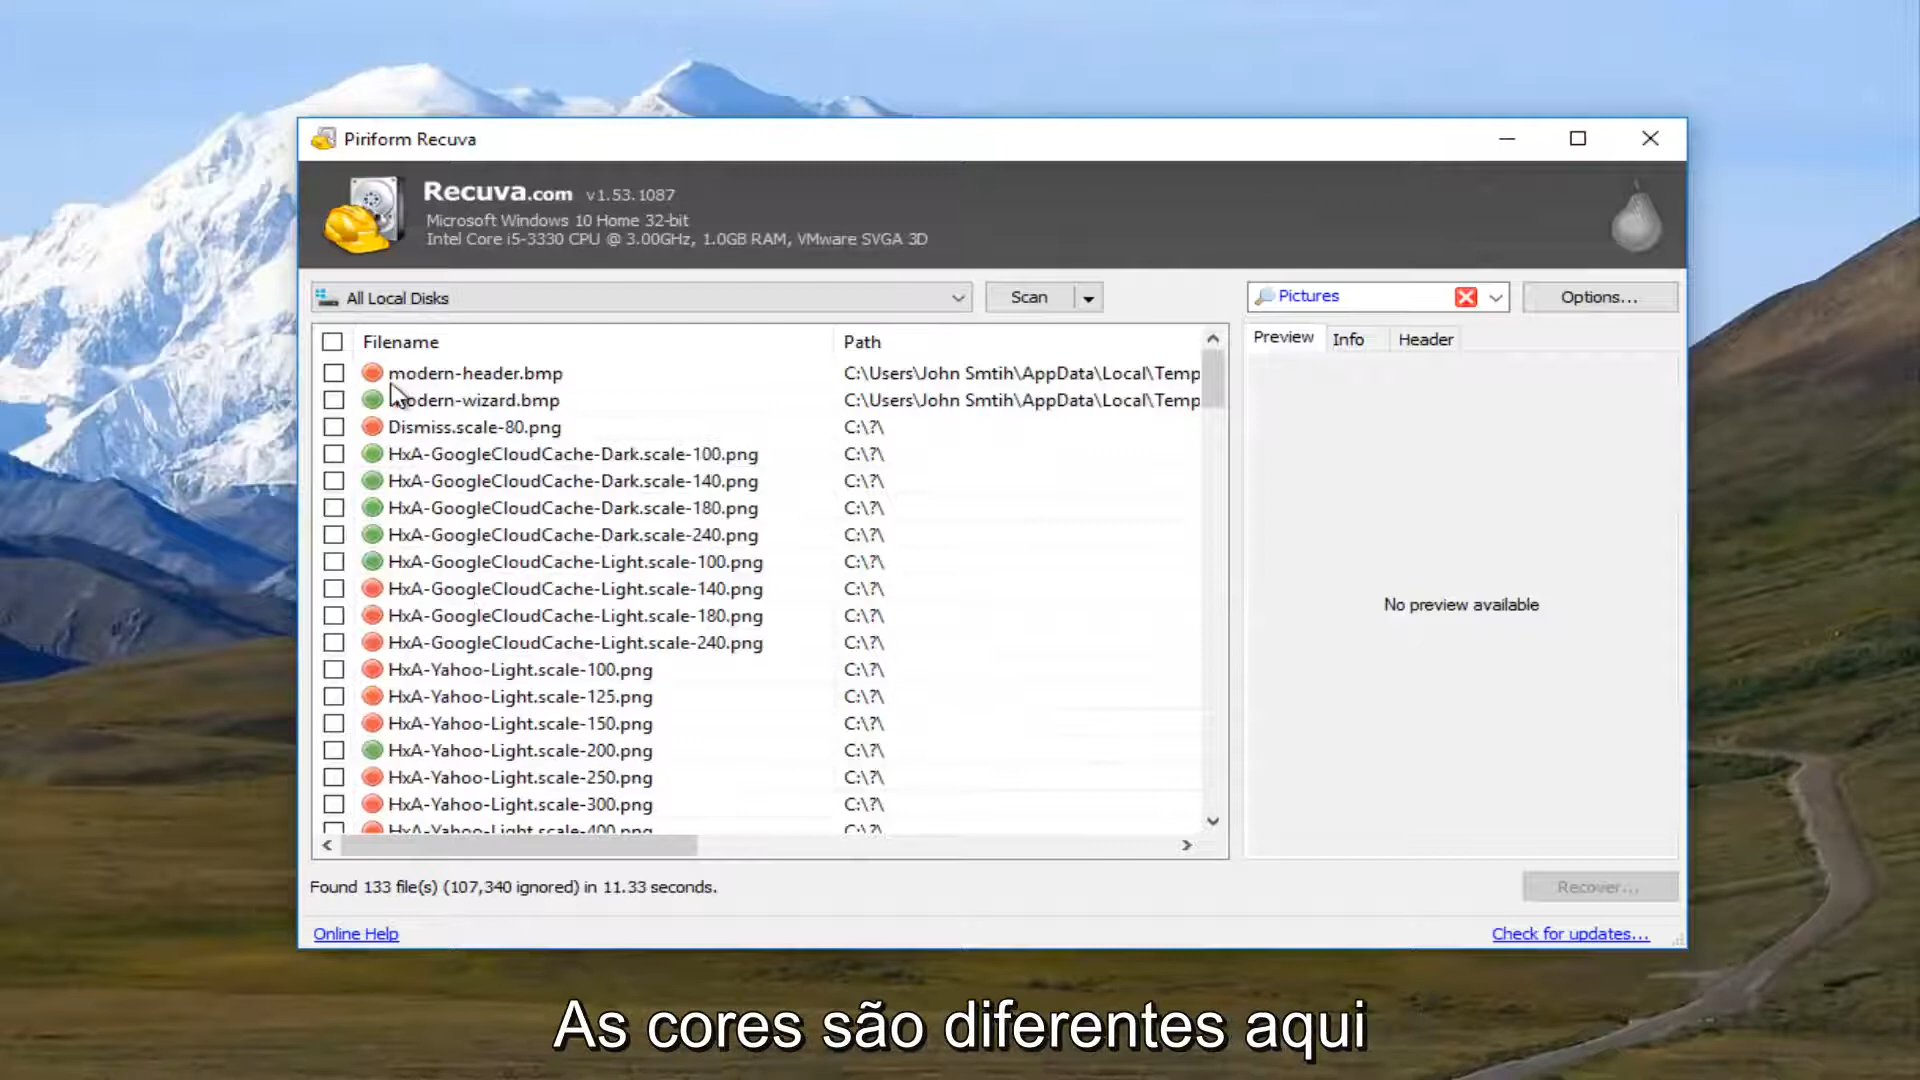 Piriform Recuva
Recuva.com v1.53.1087
Microsoft Windows 10 Home 32-bit
Intel Core i5-3330 CPU @ 3.00GHz, 1.0GB RAM, VMware SVGA 3D
All Local Disks
Scan
Pictures
Options...
Filename Path
Preview Info Header
modern-header.bmp C:\Users\John Smtih\AppData\Local\Temp
modern-wizard.bmp C:\Users\John Smtih\AppData\Local\Temp
Dismiss.scale-80.png C:\?\
HxA-GoogleCloudCache-Dark.scale-100.png C:\?\
HxA-GoogleCloudCache-Dark.scale-140.png C:\?\
HxA-GoogleCloudCache-Dark.scale-180.png C:\?\
HxA-GoogleCloudCache-Dark.scale-240.png C:\?\
HxA-GoogleCloudCache-Light.scale-100.png C:\?\
HxA-GoogleCloudCache-Light.scale-140.png C:\?\
HxA-GoogleCloudCache-Light.scale-180.png C:\?\
HxA-GoogleCloudCache-Light.scale-240.png C:\?\
HxA-Yahoo-Light.scale-100.png C:\?\
HxA-Yahoo-Light.scale-125.png C:\?\
HxA-Yahoo-Light.scale-150.png C:\?\
HxA-Yahoo-Light.scale-200.png C:\?\
HxA-Yahoo-Light.scale-250.png C:\?\
HxA-Yahoo-Light.scale-300.png C:\?\
HxA-Yahoo-Light.scale-400.png C:\?\
No preview available
Found 133 file(s) (107,340 ignored) in 11.33 seconds.
Recover...
Online Help
Check for updates...
As cores são diferentes aqui